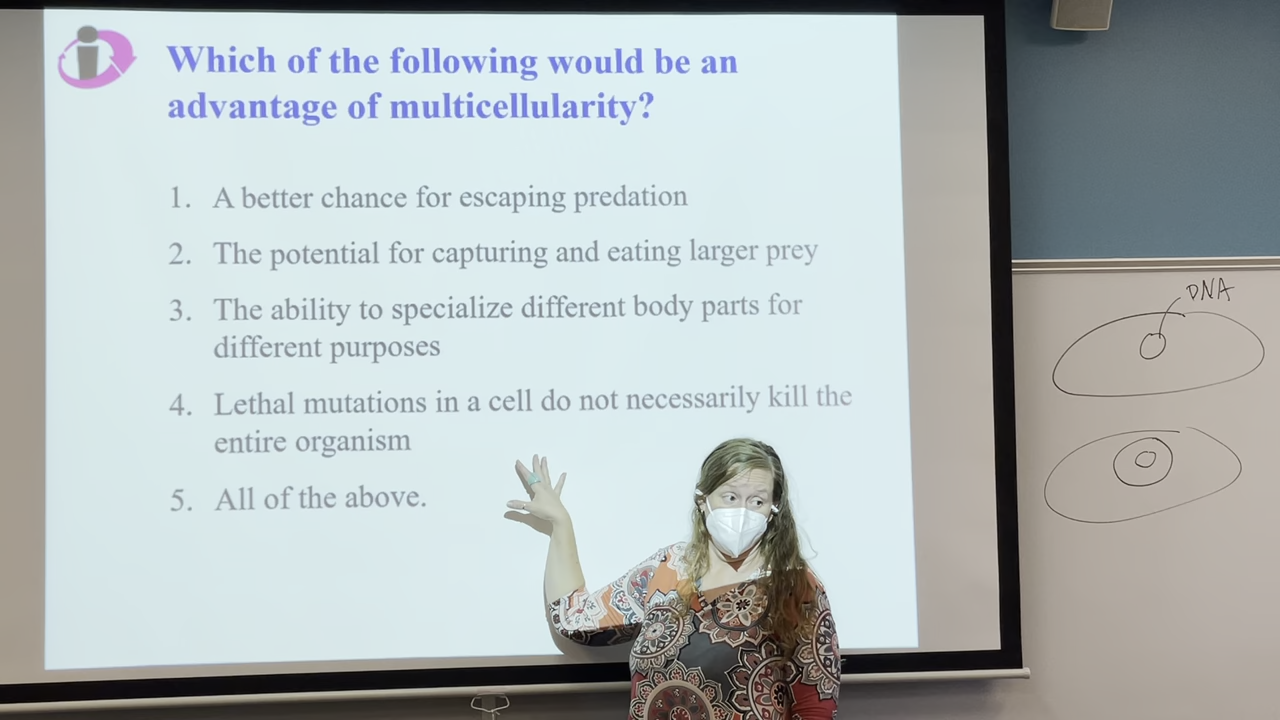 Which of the following would be an
advantage of multicellularity?
1. A better chance for escaping predation
2. The potential for capturing and eating larger prey
3. The ability to specialize different body parts for
different purposes
4. Lethal mutations in a cell do not necessarily kill the
entire organism
5. All of the above.
DNA